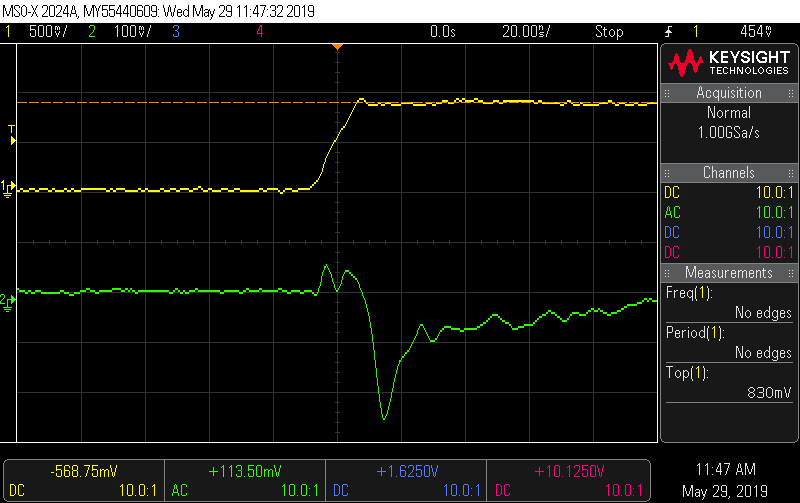 MSO-X 2024A, MY55440609: Wed May 29 11:47:32 2019
1 500mV/ 2 100mV/ 3 4 0.0s 20.00ns/ Stop 1 454mV
KEYSIGHT
TECHNOLOGIES
Acquisition
Normal
1.00GSa/s
Channels
DC 10.0:1
AC 10.0:1
DC 10.0:1
DC 10.0:1
Measurements
Freq(1):
No edges
Period(1):
No edges
Top(1):
830mV
T
1
2
-568.75mV +113.50mV +1.6250V +10.1250V
DC 10.0:1 AC 10.0:1 DC 10.0:1 DC 10.0:1
11:47 AM
May 29, 2019